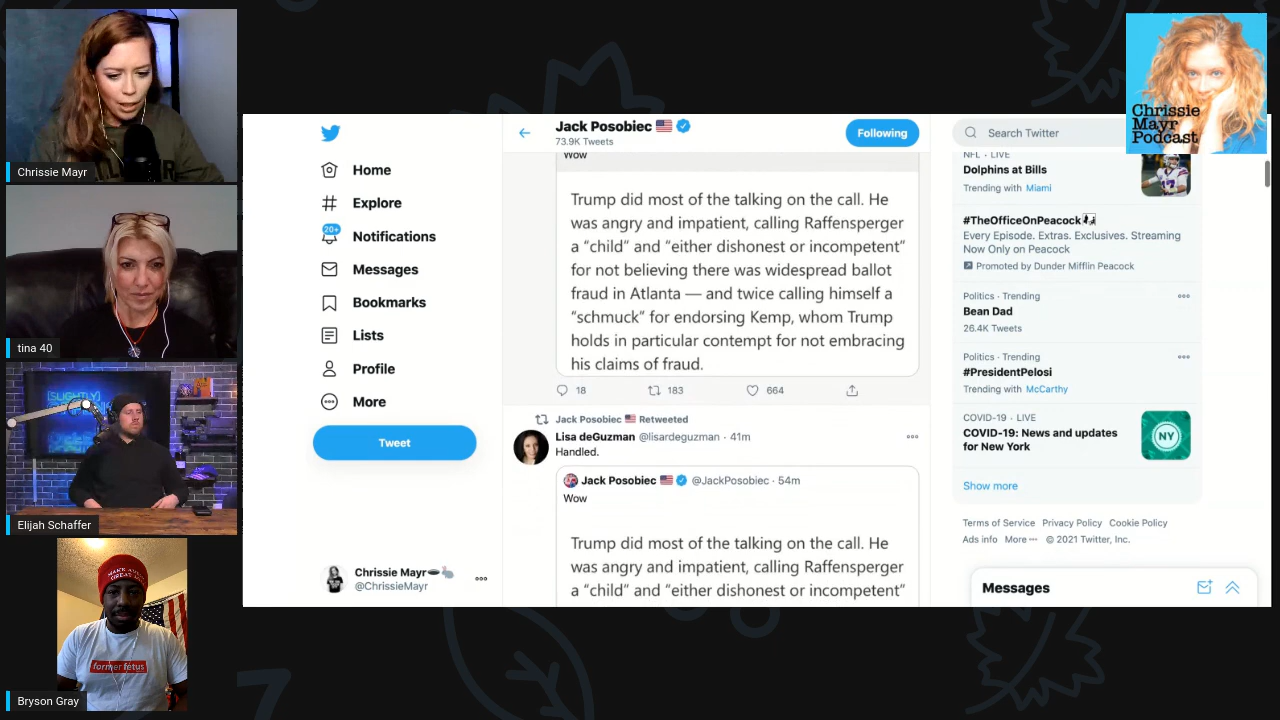 Chrissie Mayr
tina 40
[SLIGHTLY
Elijah Schaffer
MAKE AMERICA
GREAT AGAIN
former fetus
Bryson Gray
Home
Explore
20+
Notifications
Messages
Bookmarks
Lists
Profile
More
Tweet
Chrissie Mayr
@ChrissieMayr
Jack Posobiec
73.9K Tweets
Following
Wow
Trump did most of the talking on the call. He
was angry and impatient, calling Raffensperger
a “child” and “either dishonest or incompetent”
for not believing there was widespread ballot
fraud in Atlanta — and twice calling himself a
“schmuck” for endorsing Kemp, whom Trump
holds in particular contempt for not embracing
his claims of fraud.
18 183 664
Jack Posobiec Retweeted
Lisa deGuzman @lisardeguzman · 41m
Handled.
Jack Posobiec @JackPosobiec · 54m
Wow
Trump did most of the talking on the call. He
was angry and impatient, calling Raffensperger
a “child” and “either dishonest or incompetent”
Search Twitter
NFL · LIVE
Dolphins at Bills
Trending with Miami
17
#TheOfficeOnPeacock
Every Episode. Extras. Exclusives. Streaming
Now Only on Peacock
Promoted by Dunder Mifflin Peacock
Politics · Trending
Bean Dad
26.4K Tweets
Politics · Trending
#PresidentPelosi
Trending with McCarthy
COVID-19 · LIVE
COVID-19: News and updates
for New York
NY
Show more
Terms of Service Privacy Policy Cookie Policy
Ads info More © 2021 Twitter, Inc.
Messages
Chrissie
Mayr
Podcast